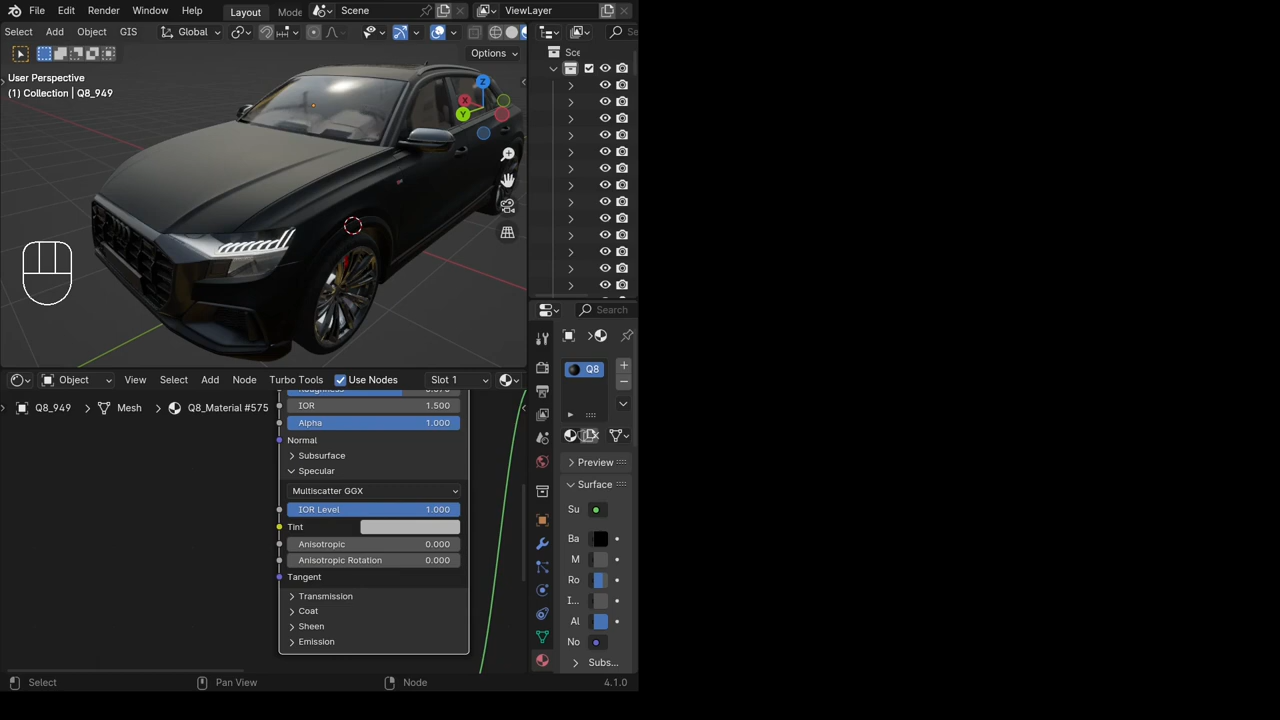 File Edit Render Window Help Layout Mode Scene ViewLayer
Select Add Object GIS Global
Options
User Perspective
(1) Collection | Q8_949
Z
X
Y
Sce
Search
Object View Select Add Node Turbo Tools Use Nodes Slot 1
Q8_949 > Mesh > Q8_Material #575
Roughness
IOR 1.500
Alpha 1.000
Normal
Subsurface
Specular
Multiscatter GGX
IOR Level 1.000
Tint
Anisotropic 0.000
Anisotropic Rotation 0.000
Tangent
Transmission
Coat
Sheen
Emission
Q8
Preview
Surface
Su
Ba
M
Ro
I...
Al
No
Subs...
Select Pan View Node 4.1.0